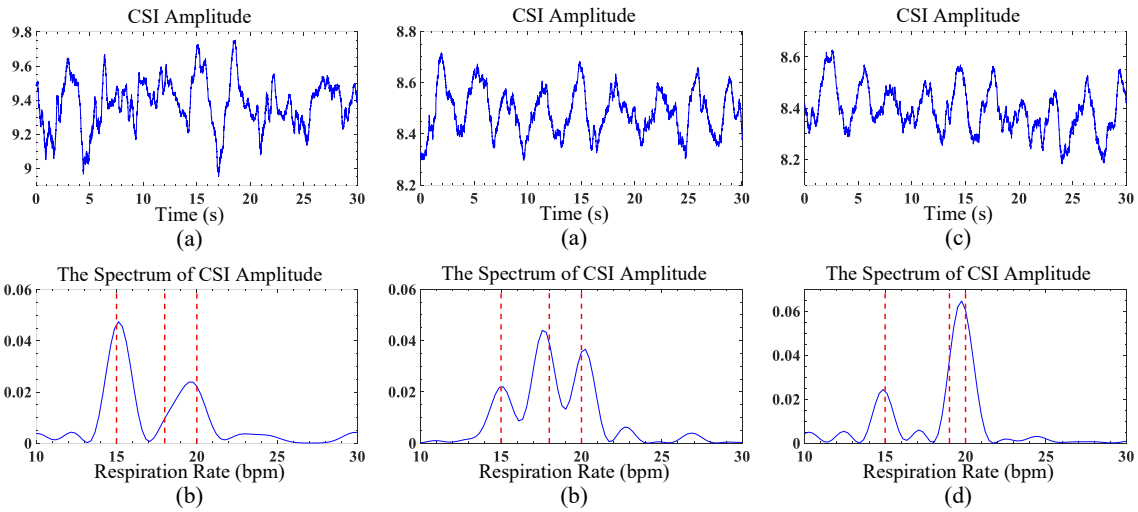 CSI Amplitude
9.8
9.6
9.4
9.2
9
0 5 10 15 20 25 30
Time (s)
(a)
CSI Amplitude
8.8
8.6
8.4
8.2
0 5 10 15 20 25 30
Time (s)
(a)
CSI Amplitude
8.6
8.4
8.2
0 5 10 15 20 25 30
Time (s)
(c)
The Spectrum of CSI Amplitude
0.06
0.04
0.02
0
10 15 20 25 30
Respiration Rate (bpm)
(b)
The Spectrum of CSI Amplitude
0.06
0.04
0.02
0
10 15 20 25 30
Respiration Rate (bpm)
(b)
The Spectrum of CSI Amplitude
0.06
0.04
0.02
0
10 15 20 25 30
Respiration Rate (bpm)
(d)